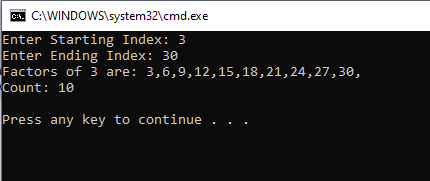 C:\WINDOWS\system32\cmd.exe
Enter Starting Index: 3
Enter Ending Index: 30
Factors of 3 are: 3,6,9,12,15,18,21,24,27,30,
Count: 10
Press any key to continue . . .